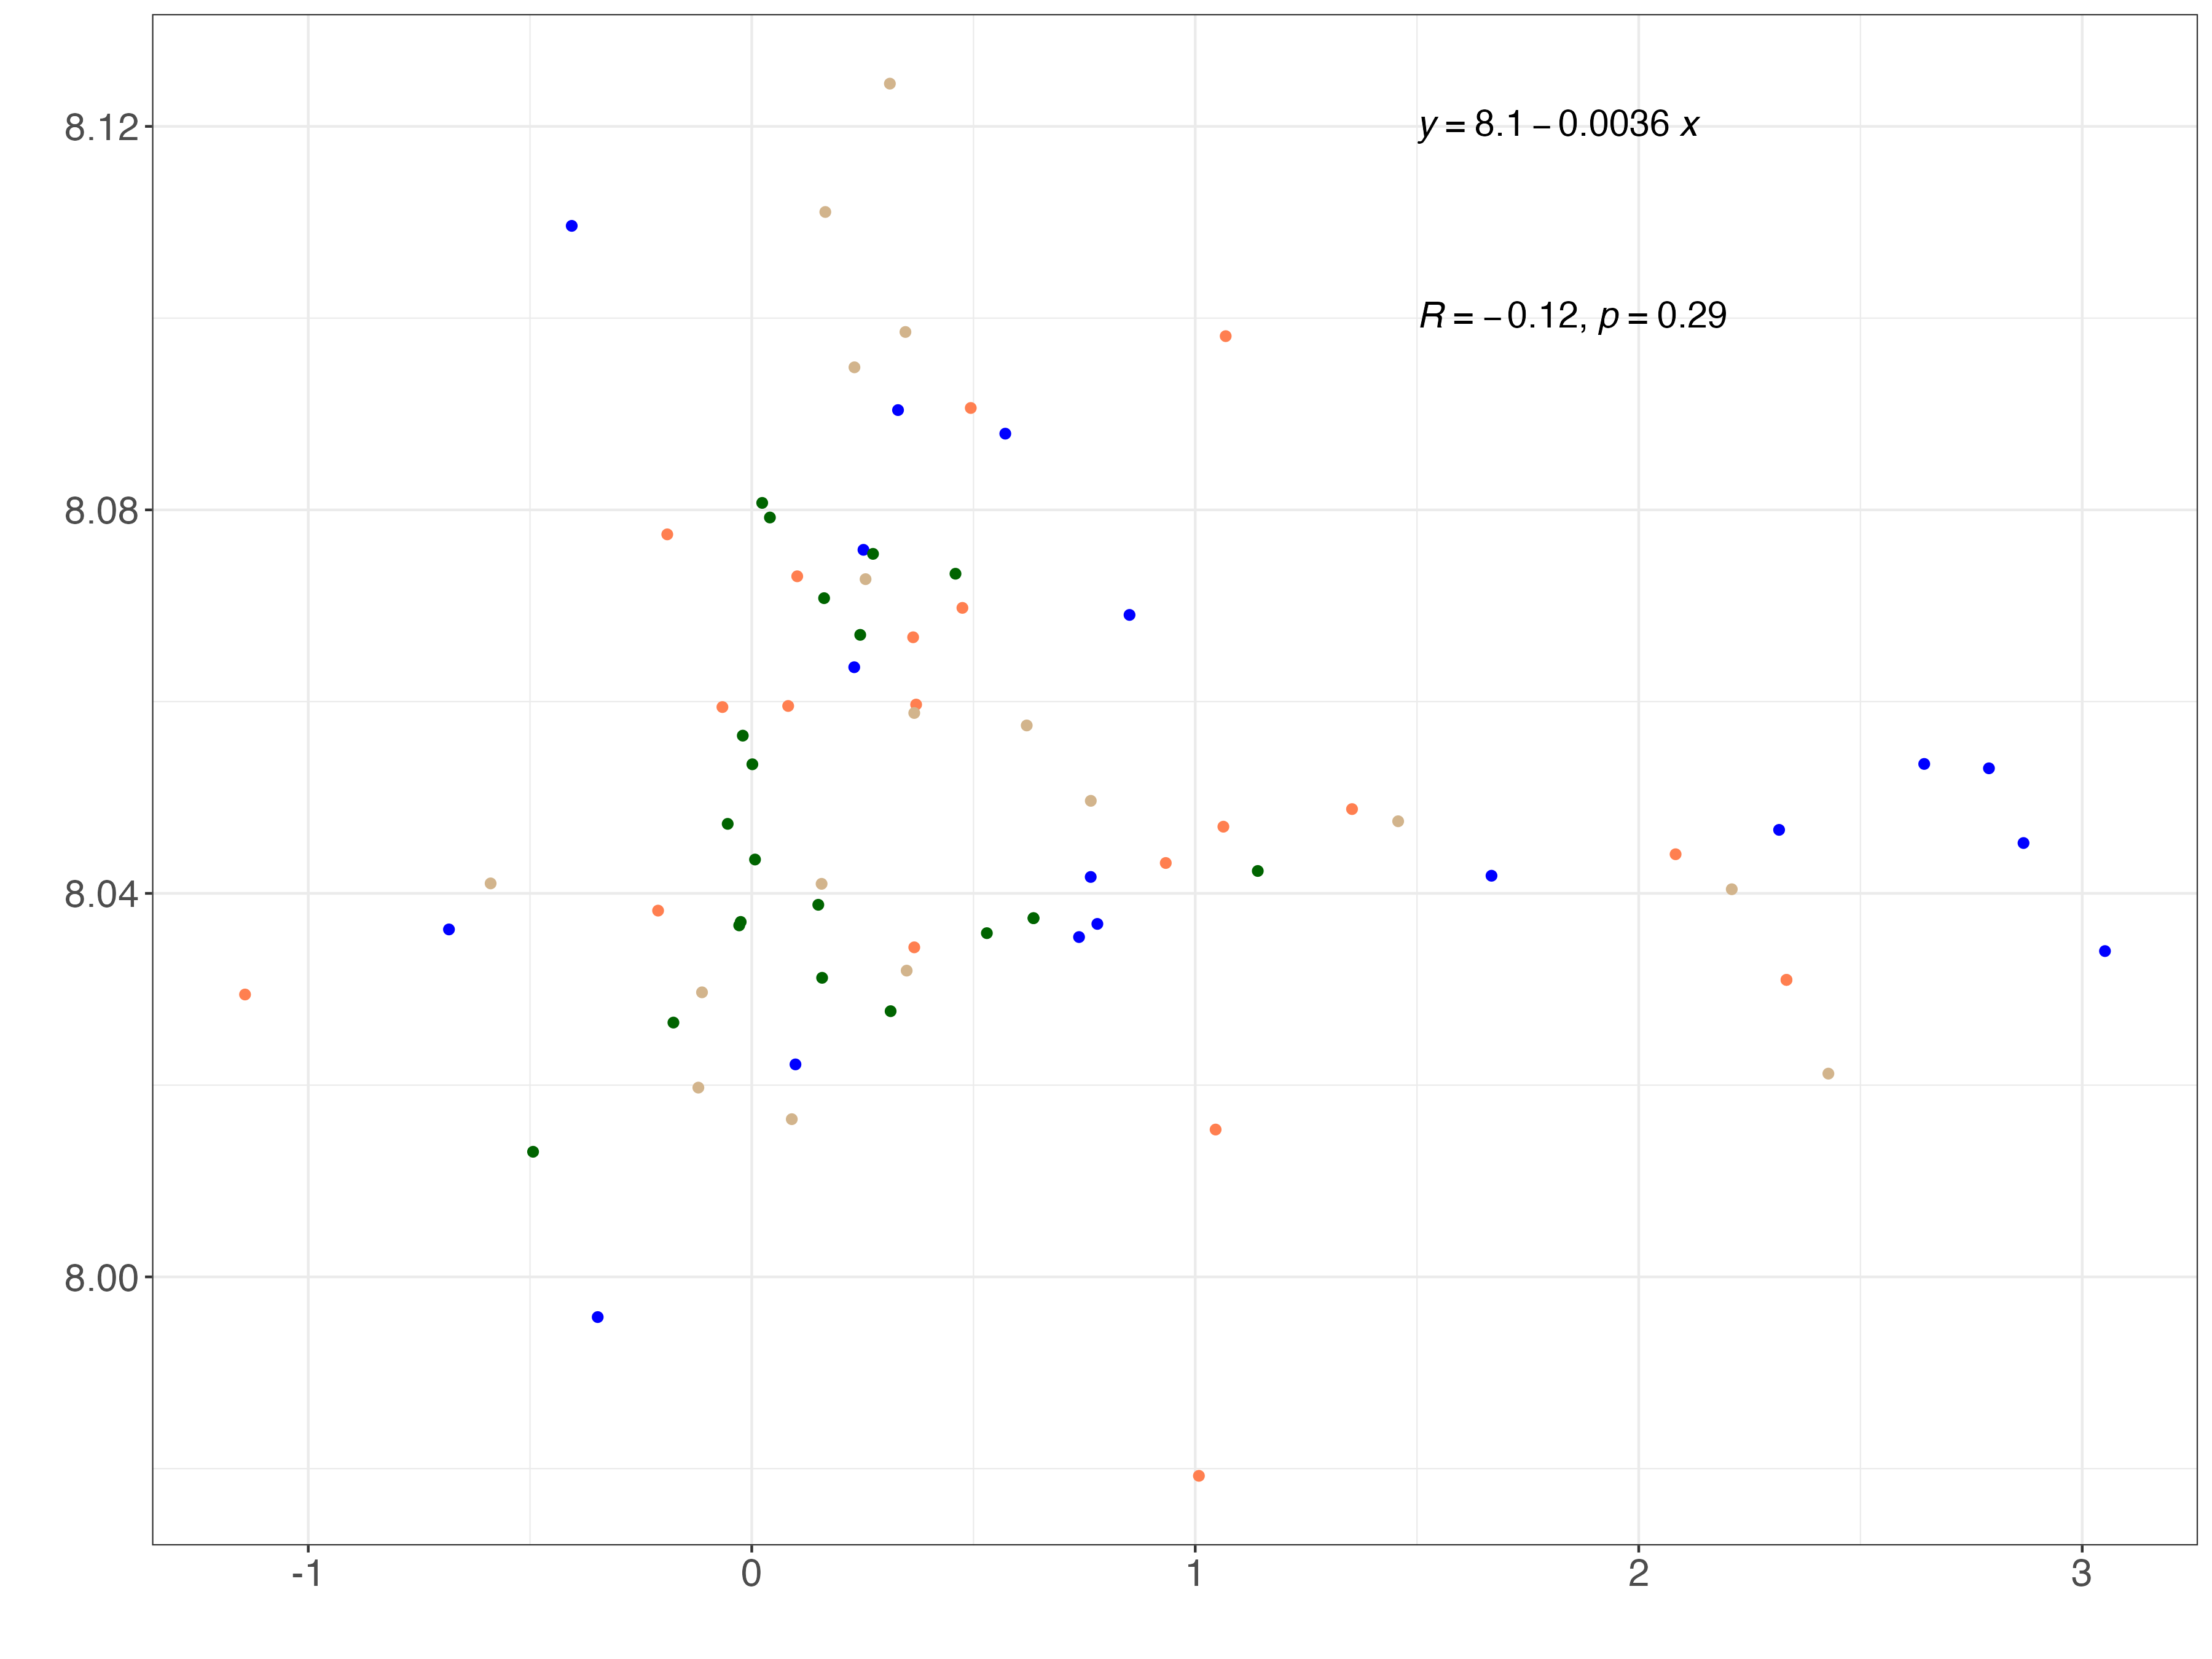 8.12
y = 8.1 − 0.0036 x
R = −0.12, p = 0.29
8.08
8.04
8.00
-1 0 1 2 3